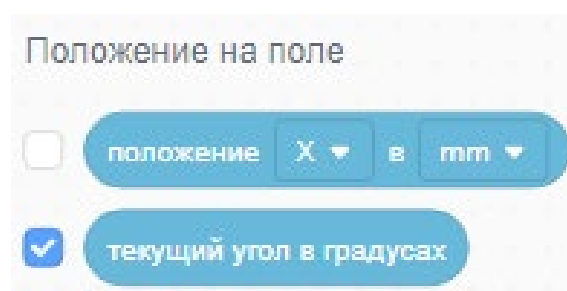 Положение на поле
положение X в mm
текущий угол в градусах